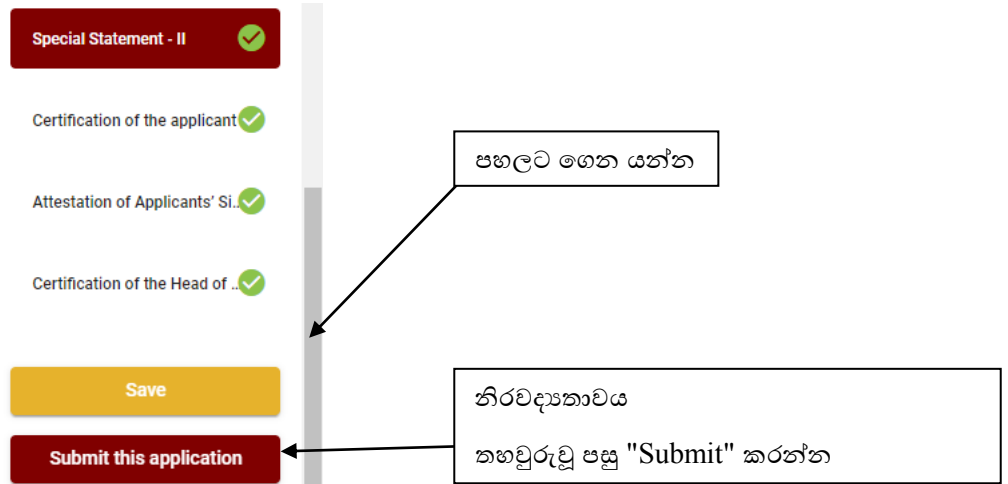 Special Statement - II
Certification of the applicant
පහලට ගෙන යන්න
Attestation of Applicants' Si..
Certification of the Head of ..
Save
නිරවද්‍යතාවය
තහවුරුවූ පසු "Submit" කරන්න
Submit this application